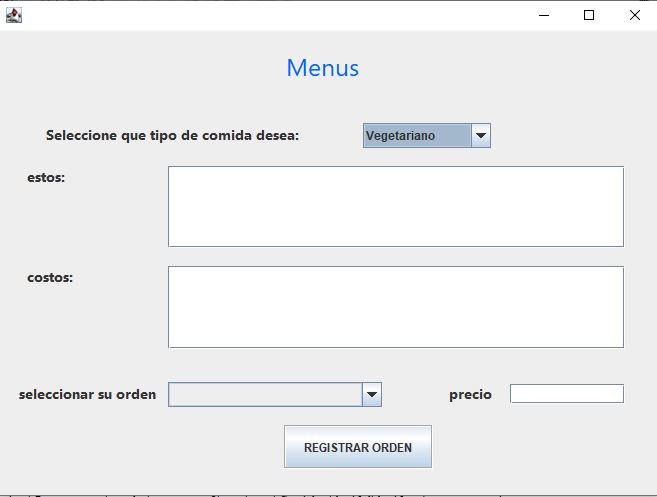 Menus
Seleccione que tipo de comida desea:
Vegetariano
estos:
costos:
seleccionar su orden
precio
REGISTRAR ORDEN